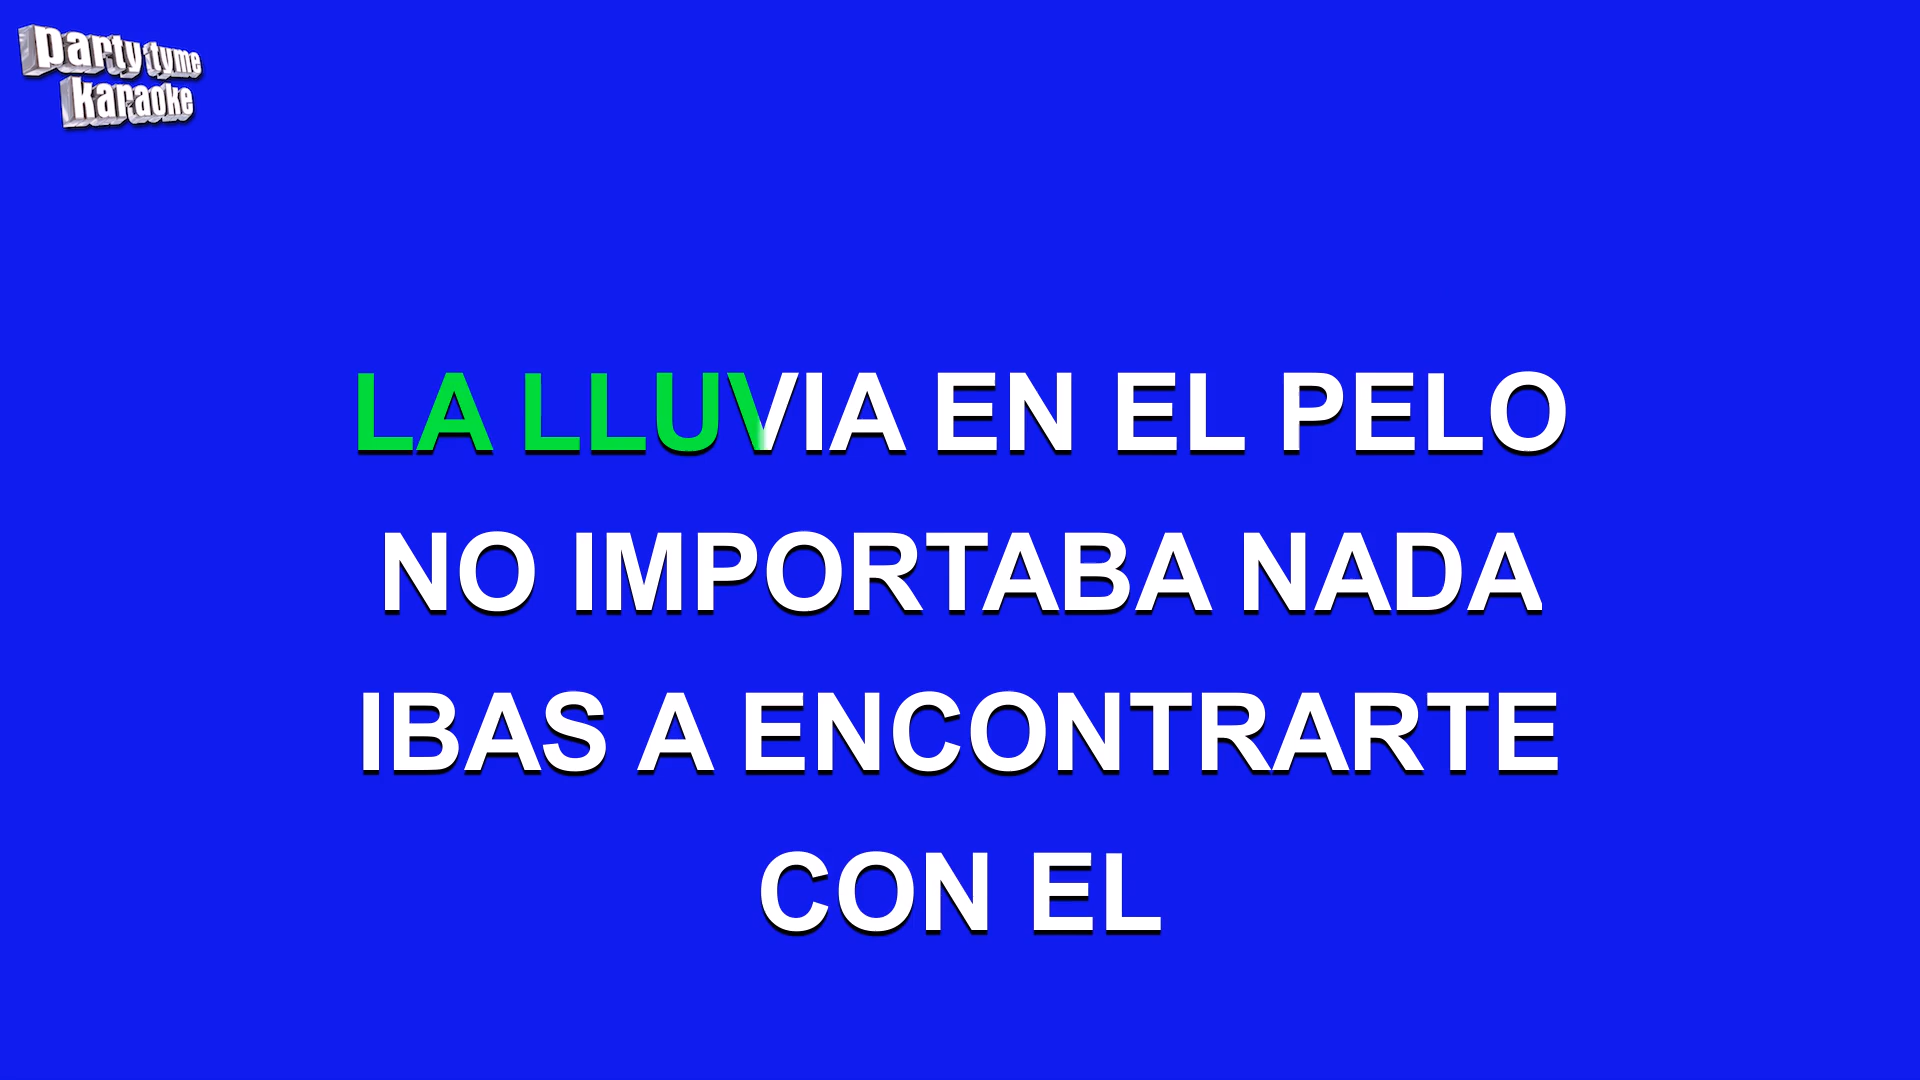 party tyme
karaoke
LA LLUVIA EN EL PELO
NO IMPORTABA NADA
IBAS A ENCONTRARTE
CON EL